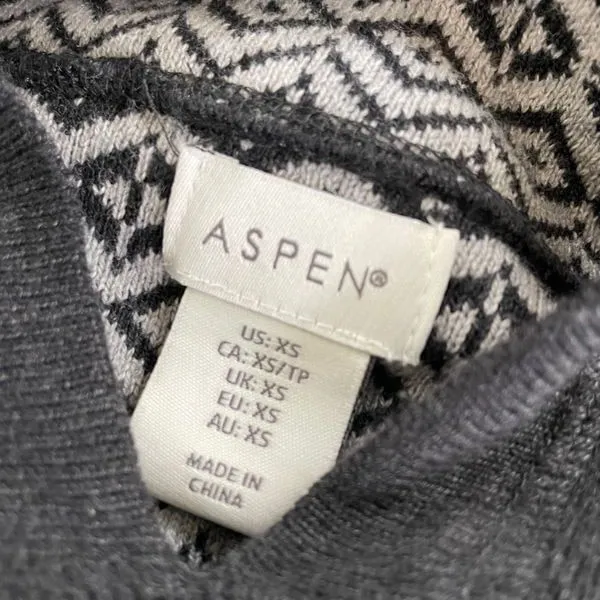 ASPEN®
US: XS
CA: XS/TP
UK: XS
EU: XS
AU: XS
MADE IN
CHINA